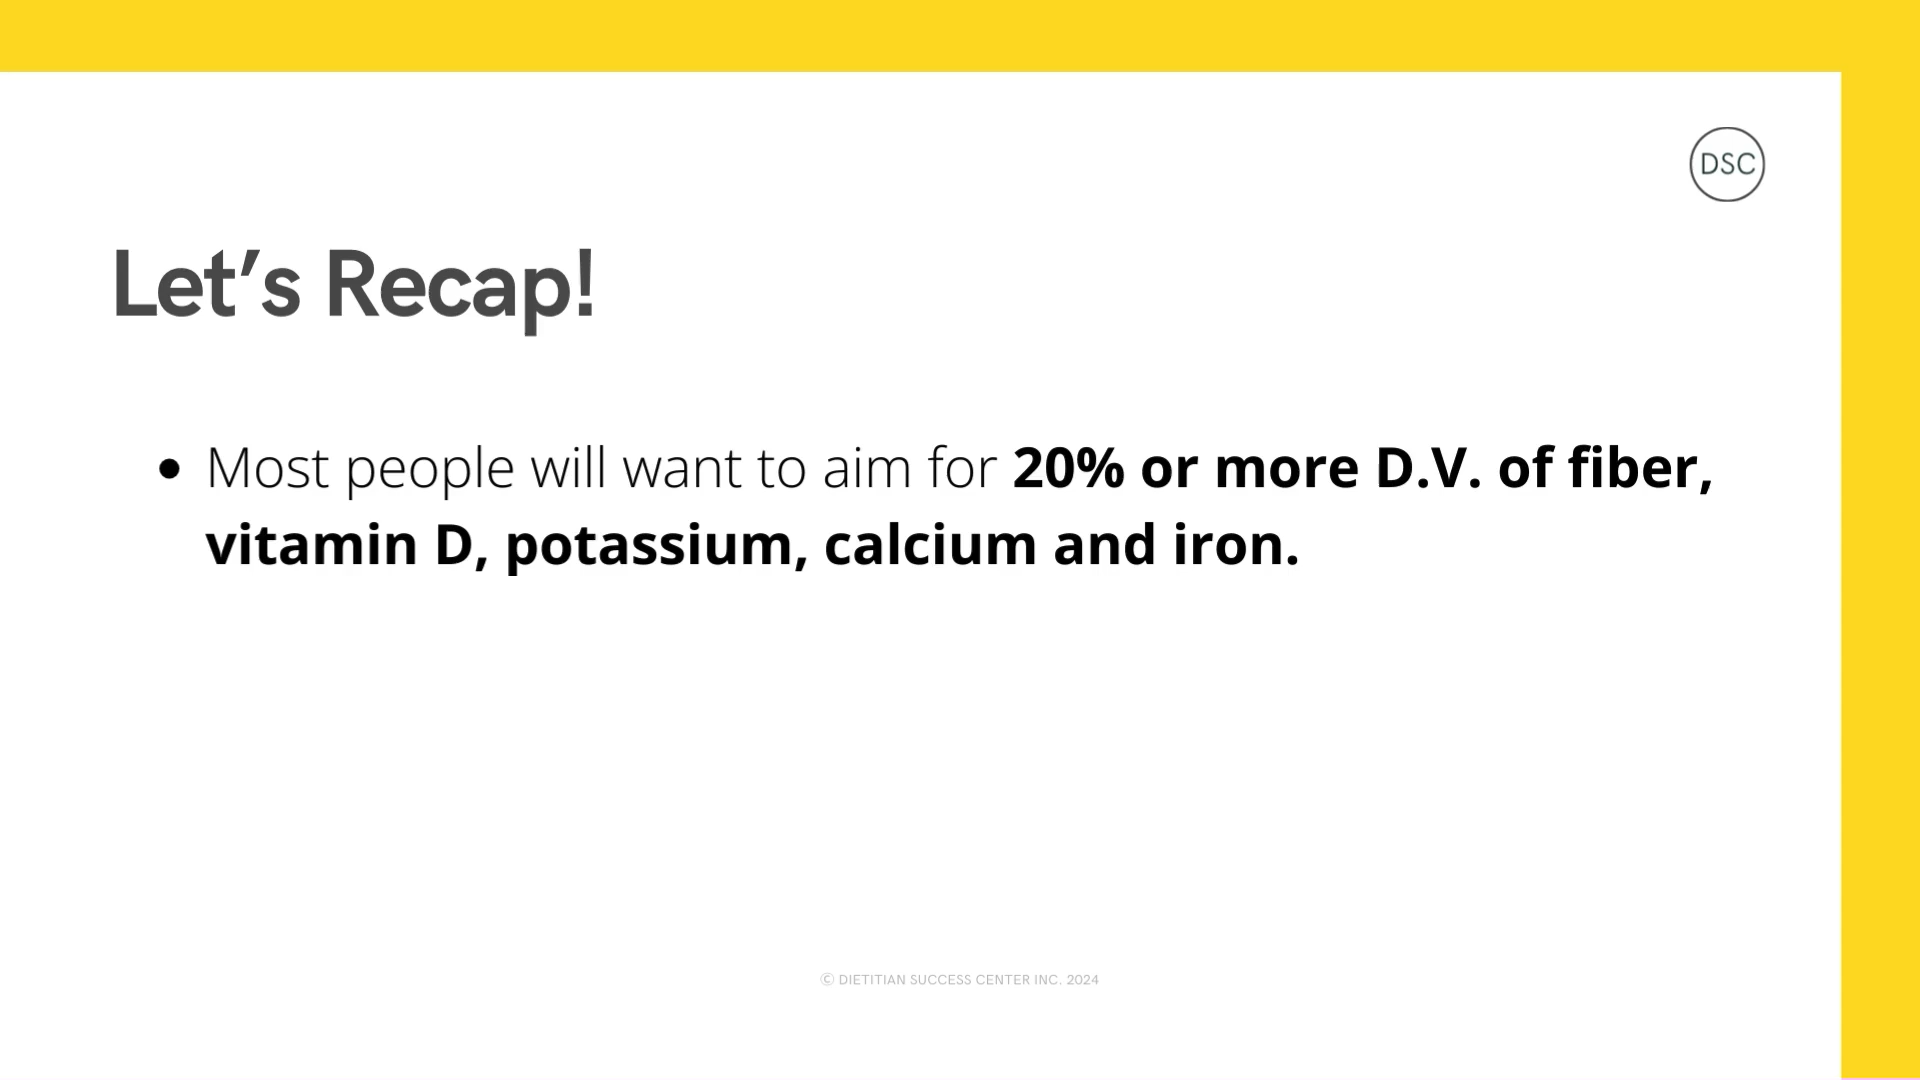 DSC
Let’s Recap!
• Most people will want to aim for 20% or more D.V. of fiber,
vitamin D, potassium, calcium and iron.
© DIETITIAN SUCCESS CENTER INC. 2024